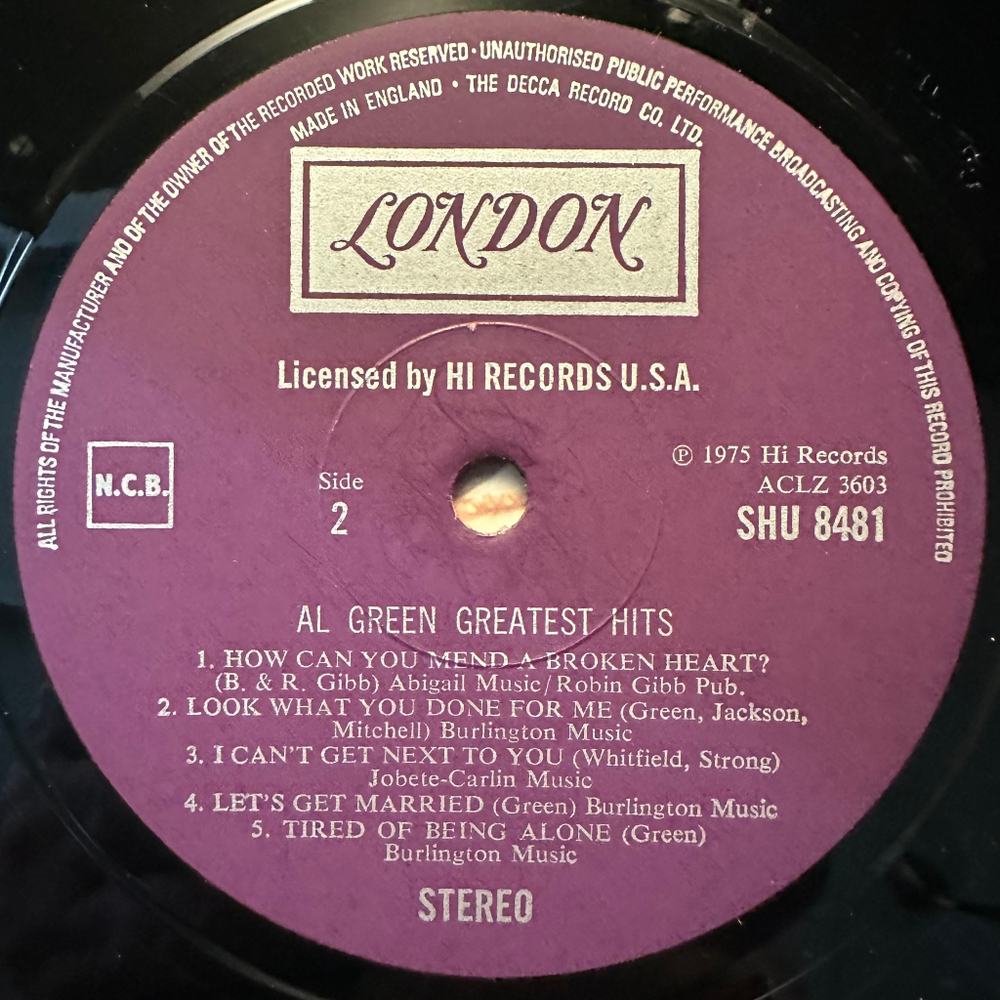 ALL RIGHTS OF THE MANUFACTURER AND OF THE OWNER OF THE RECORDED WORK RESERVED · UNAUTHORISED PUBLIC PERFORMANCE BROADCASTING AND COPYING OF THIS RECORD PROHIBITED
MADE IN ENGLAND · THE DECCA RECORD CO. LTD.
LONDON
Licensed by HI RECORDS U.S.A.
N.C.B.
Side
2
℗ 1975 Hi Records
ACLZ 3603
SHU 8481
AL GREEN GREATEST HITS
1. HOW CAN YOU MEND A BROKEN HEART?
(B. & R. Gibb) Abigail Music/Robin Gibb Pub.
2. LOOK WHAT YOU DONE FOR ME (Green, Jackson,
Mitchell) Burlington Music
3. I CAN'T GET NEXT TO YOU (Whitfield, Strong)
Jobete-Carlin Music
4. LET'S GET MARRIED (Green) Burlington Music
5. TIRED OF BEING ALONE (Green)
Burlington Music
STEREO